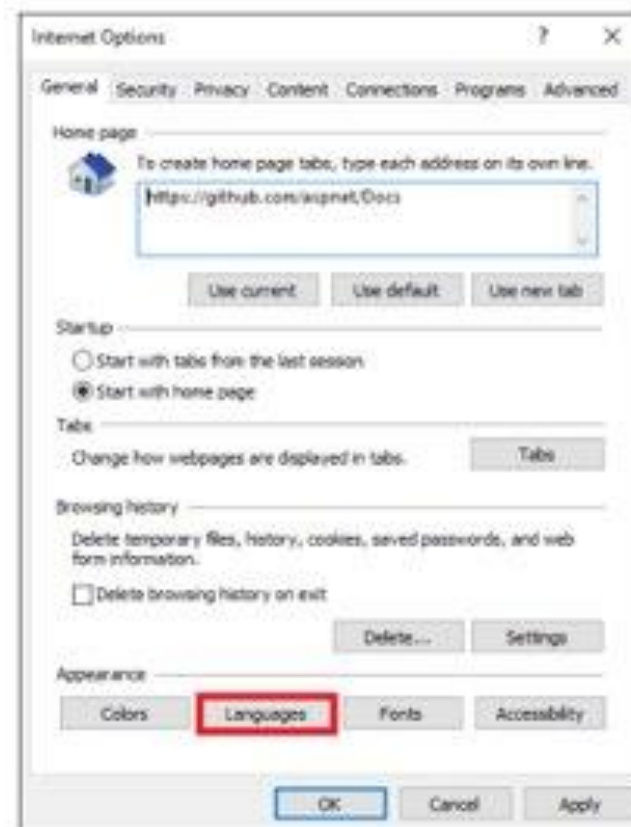 Internet Options ? ×
General Security Privacy Content Connections Programs Advanced
Home page
To create home page tabs, type each address on its own line.
https://github.com/aspnet/Docs
Use current Use default Use new tab
Startup
Start with tabs from the last session
Start with home page
Tabs
Change how webpages are displayed in tabs. Tabs
Browsing history
Delete temporary files, history, cookies, saved passwords, and web
form information.
Delete browsing history on exit
Delete... Settings
Appearance
Colors Languages Fonts Accessibility
OK Cancel Apply